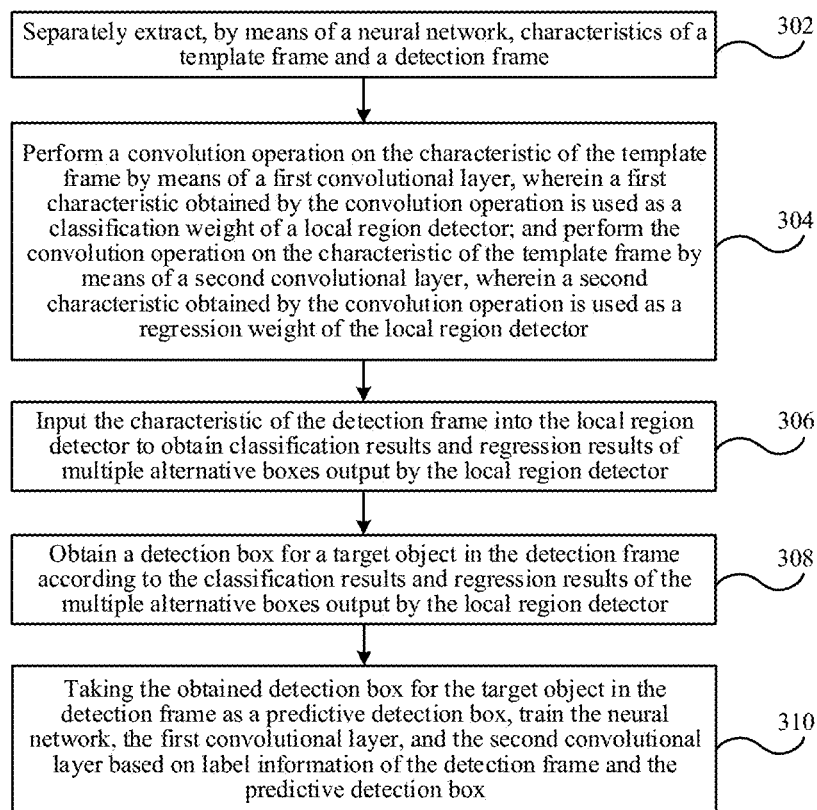 Separately extract, by means of a neural network, characteristics of a
template frame and a detection frame
302
Perform a convolution operation on the characteristic of the template
frame by means of a first convolutional layer, wherein a first
characteristic obtained by the convolution operation is used as a
classification weight of a local region detector; and perform the
convolution operation on the characteristic of the template frame by
means of a second convolutional layer, wherein a second
characteristic obtained by the convolution operation is used as a
regression weight of the local region detector
304
Input the characteristic of the detection frame into the local region
detector to obtain classification results and regression results of
multiple alternative boxes output by the local region detector
306
Obtain a detection box for a target object in the detection frame
according to the classification results and regression results of the
multiple alternative boxes output by the local region detector
308
Taking the obtained detection box for the target object in the
detection frame as a predictive detection box, train the neural
network, the first convolutional layer, and the second convolutional
layer based on label information of the detection frame and the
predictive detection box
310